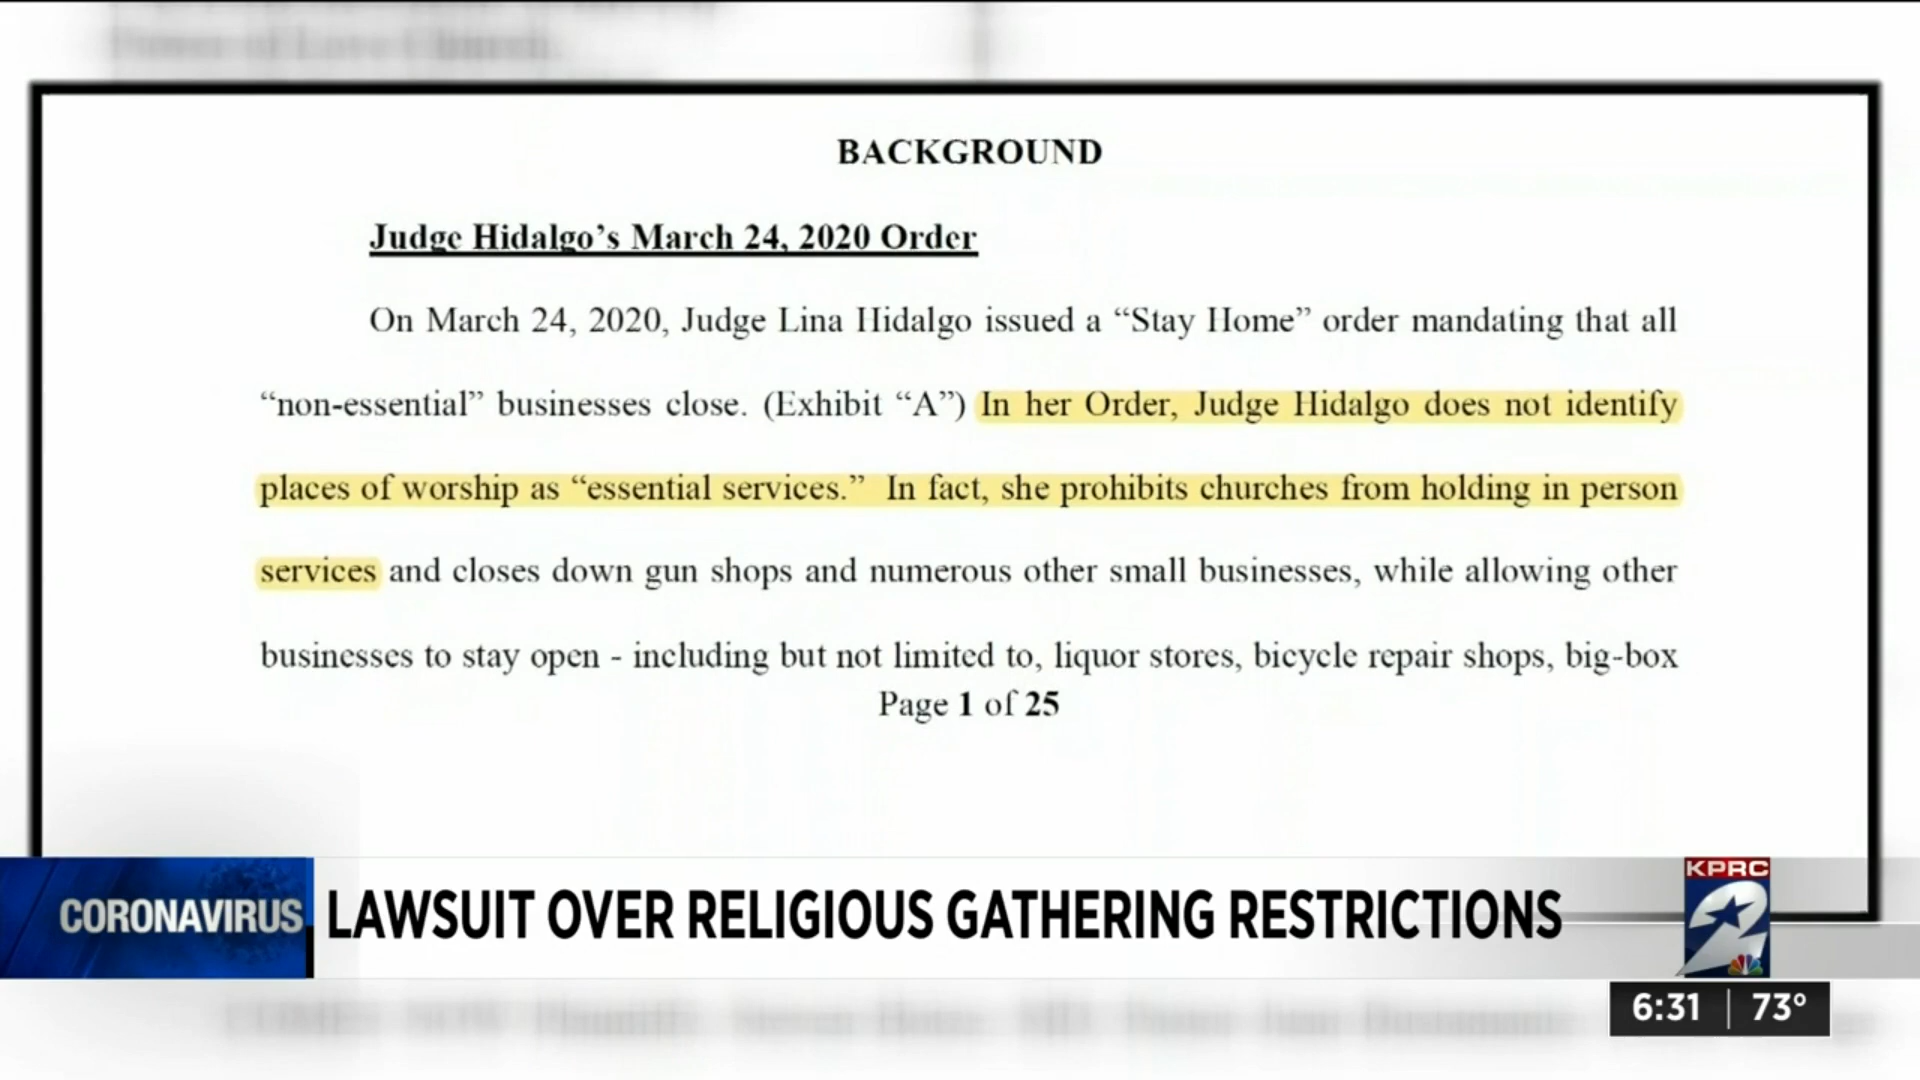 BACKGROUND
Judge Hidalgo's March 24, 2020 Order
On March 24, 2020, Judge Lina Hidalgo issued a “Stay Home” order mandating that all
“non-essential” businesses close. (Exhibit “A”) In her Order, Judge Hidalgo does not identify
places of worship as “essential services.” In fact, she prohibits churches from holding in person
services and closes down gun shops and numerous other small businesses, while allowing other
businesses to stay open - including but not limited to, liquor stores, bicycle repair shops, big-box
Page 1 of 25
CORONAVIRUS
LAWSUIT OVER RELIGIOUS GATHERING RESTRICTIONS
KPRC
2
6:31
73°